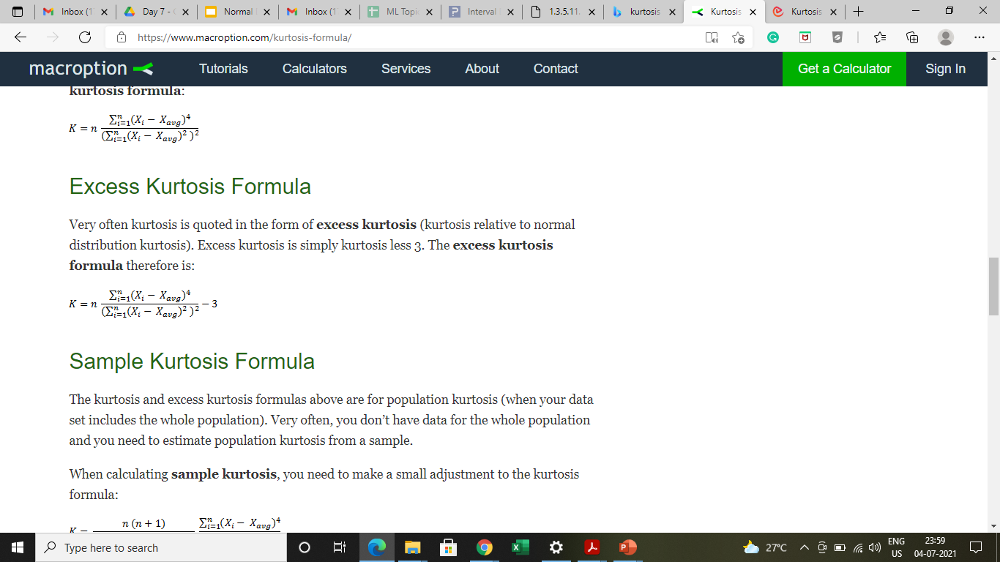 Inbox (1
Day 7 - 
Normal
Inbox (1
ML Topi
Interval
1.3.5.11.
kurtosis
Kurtosis
Kurtosis
https://www.macroption.com/kurtosis-formula/
macroption
Tutorials
Calculators
Services
About
Contact
Get a Calculator
Sign In
kurtosis formula:
K = n \frac{\sum_{i=1}^{n}(X_i - X_{avg})^4}{(\sum_{i=1}^{n}(X_i - X_{avg})^2)^2}
Excess Kurtosis Formula
Very often kurtosis is quoted in the form of excess kurtosis (kurtosis relative to normal
distribution kurtosis). Excess kurtosis is simply kurtosis less 3. The excess kurtosis
formula therefore is:
K = n \frac{\sum_{i=1}^{n}(X_i - X_{avg})^4}{(\sum_{i=1}^{n}(X_i - X_{avg})^2)^2} - 3
Sample Kurtosis Formula
The kurtosis and excess kurtosis formulas above are for population kurtosis (when your data
set includes the whole population). Very often, you don't have data for the whole population
and you need to estimate population kurtosis from a sample.
When calculating sample kurtosis, you need to make a small adjustment to the kurtosis
formula:
n (n + 1) \sum_{i=1}^{n}(X_i - X_{avg})^4
K =
Type here to search
27°C
ENG
US
23:59
04-07-2021